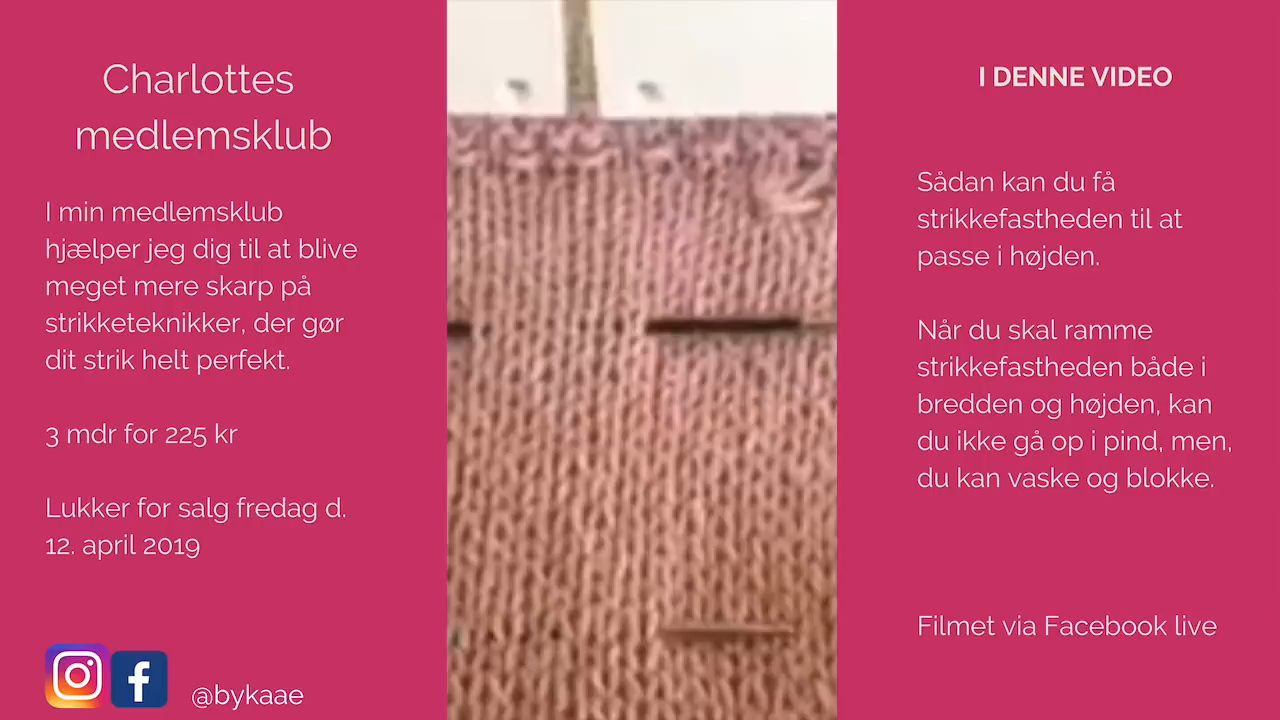 Charlottes
medlemsklub
I min medlemsklub
hjælper jeg dig til at blive
meget mere skarp på
strikketeknikker, der gør
dit strik helt perfekt.
3 mdr for 225 kr
Lukker for salg fredag d.
12. april 2019
@bykaae
I DENNE VIDEO
Sådan kan du få
strikkefastheden til at
passe i højden.
Når du skal ramme
strikkefastheden både i
bredden og højden, kan
du ikke gå op i pind, men,
du kan vaske og blokke.
Filmet via Facebook live